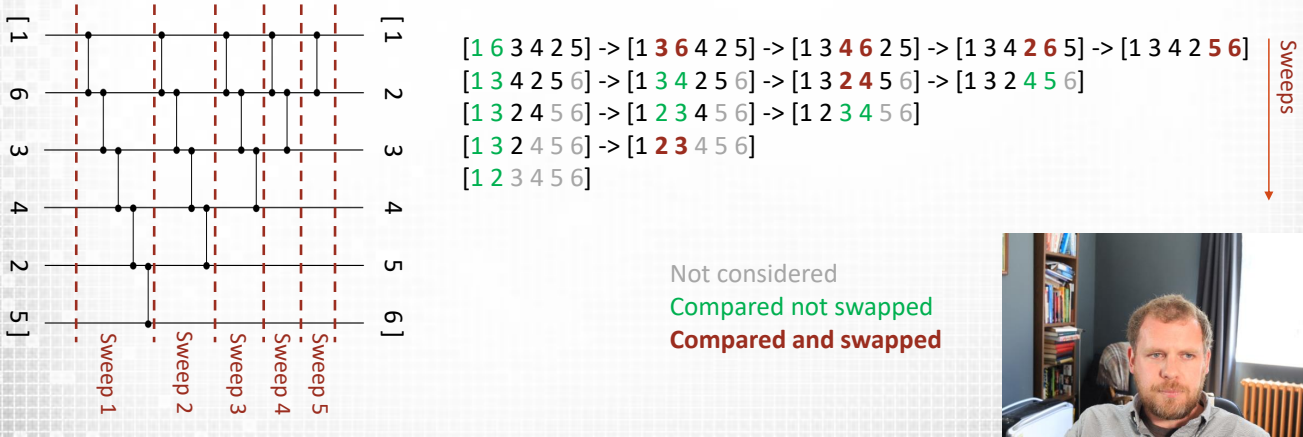 [ 1 6 3 4 2 5 ]
[ 1 2 3 4 5 6 ]
Sweep 1
Sweep 2
Sweep 3
Sweep 4
Sweep 5
[1 6 3 4 2 5] -> [1 3 6 4 2 5] -> [1 3 4 6 2 5] -> [1 3 4 2 6 5] -> [1 3 4 2 5 6]
[1 3 4 2 5 6] -> [1 3 4 2 5 6] -> [1 3 2 4 5 6] -> [1 3 2 4 5 6]
[1 3 2 4 5 6] -> [1 2 3 4 5 6] -> [1 2 3 4 5 6]
[1 3 2 4 5 6] -> [1 2 3 4 5 6]
[1 2 3 4 5 6]
Sweeps
Not considered
Compared not swapped
Compared and swapped